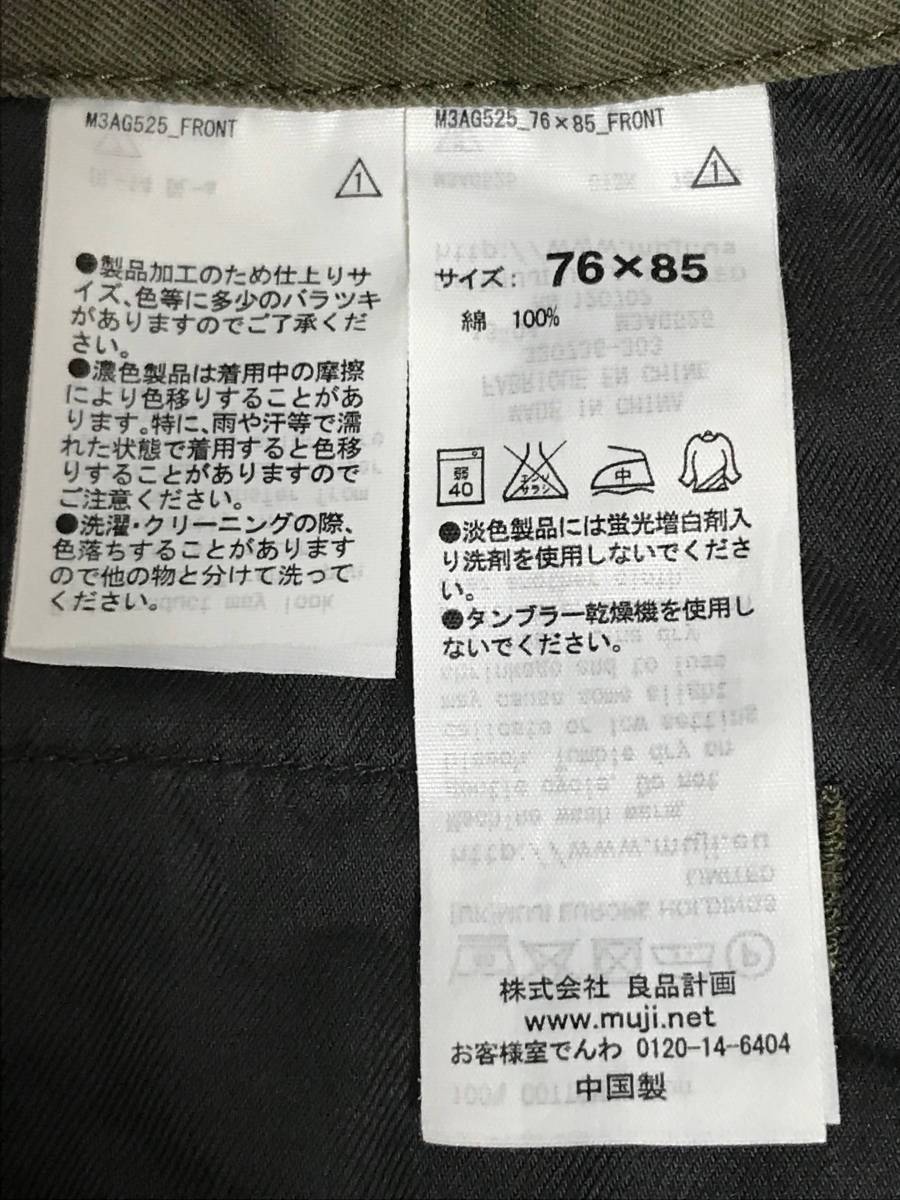 M3AG525_FRONT
1
●製品加工のため仕上りサ
イズ、色等に多少のバラツキ
がありますのでご了承くだ
さい。
●濃色製品は着用中の摩擦
により色移りすることがあ
ります。特に、雨や汗等で濡
れた状態で着用すると色移
りすることがありますので
ご注意ください。
●洗濯・クリーニングの際、
色落ちすることがあります
ので他の物と分けて洗って
ください。
M3AG525_76×85_FRONT
1
サイズ: 76×85
綿 100%
弱
40
エンソ
サラシ
中
●淡色製品には蛍光増白剤入
り洗剤を使用しないでくださ
い。
●タンブラー乾燥機を使用し
ないでください。
株式会社 良品計画
www.muji.net
お客様室でんわ 0120-14-6404
中国製